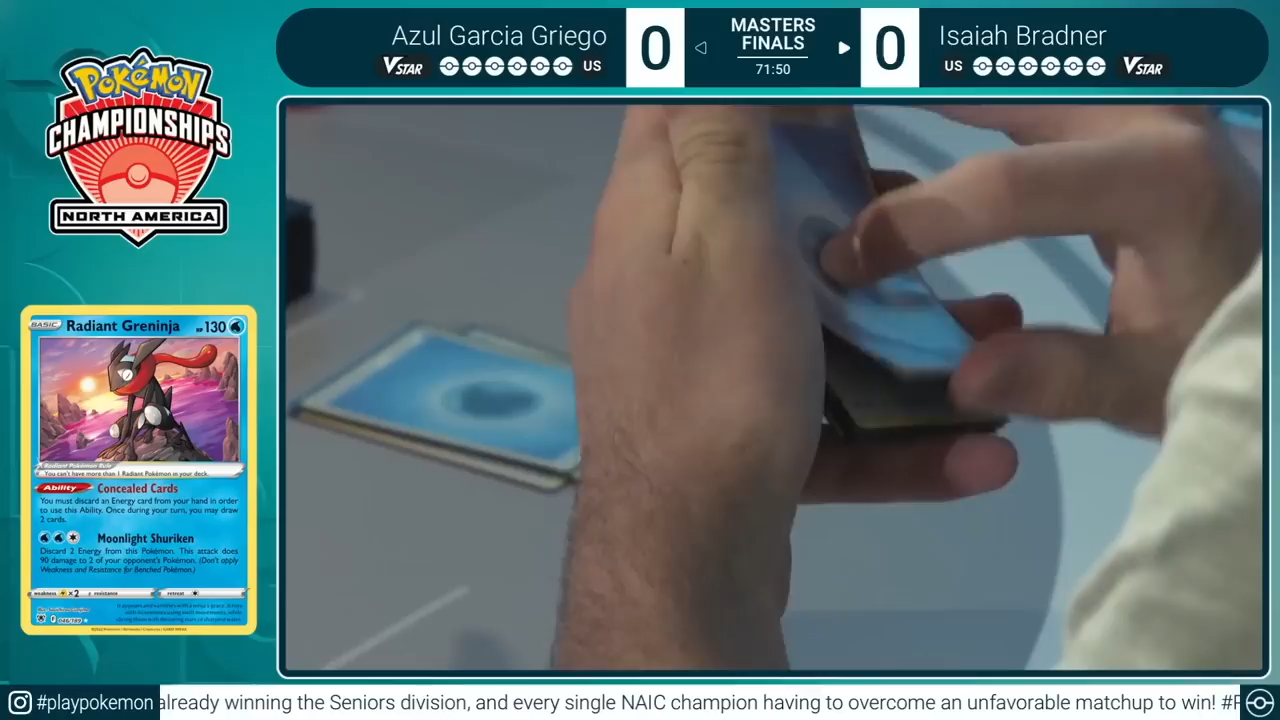 Azul Garcia Griego
0
MASTERS
FINALS
71:50
0
Isaiah Bradner
VSTAR
US
US
VSTAR
Pokémon
CHAMPIONSHIPS
NORTH AMERICA
BASIC
Radiant Greninja
HP130
Radiant Pokémon Rule
You can't have more than 1 Radiant Pokémon in your deck.
Ability Concealed Cards
You must discard an Energy card from your hand in order
to use this Ability. Once during your turn, you may draw
2 cards.
Moonlight Shuriken
Discard 2 Energy from this Pokémon. This attack does
90 damage to 2 of your opponent's Pokémon. (Don't apply
Weakness and Resistance for Benched Pokémon.)
weakness ×2 resistance retreat
046/189
#playpokemon
already winning the Seniors division, and every single NAIC champion having to overcome an unfavorable matchup to win! #